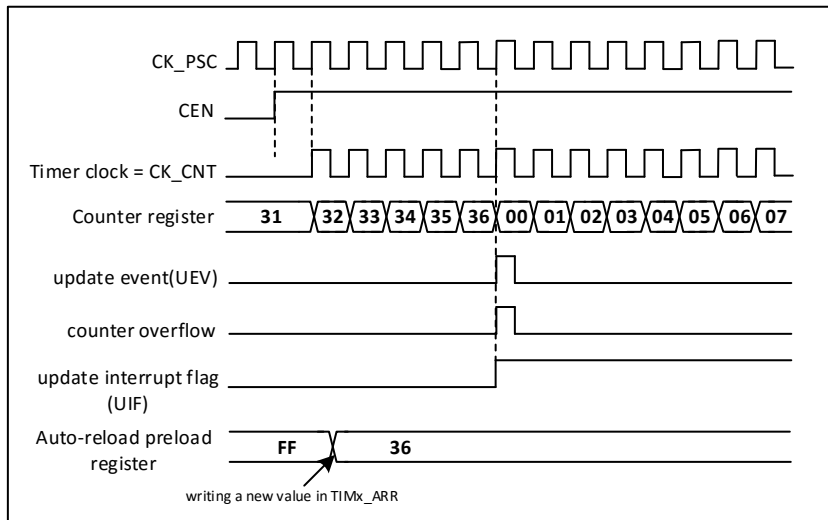 CK_PSC
CEN
Timer clock = CK_CNT
Counter register 31 32 33 34 35 36 00 01 02 03 04 05 06 07
update event(UEV)
counter overflow
update interrupt flag
(UIF)
Auto-reload preload
register
FF 36
writing a new value in TIMx_ARR